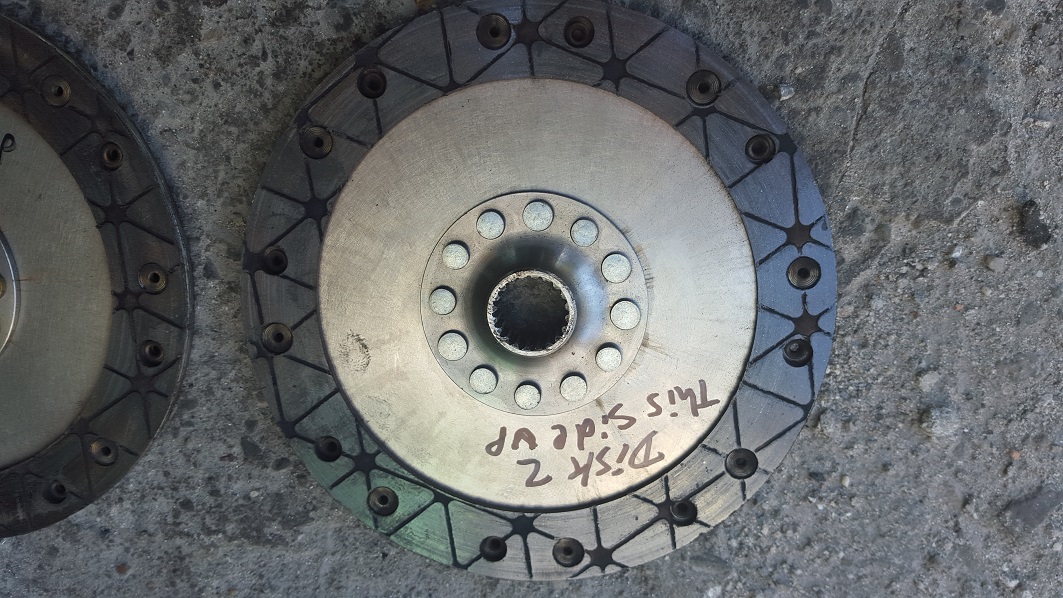 Disk 2
This side up